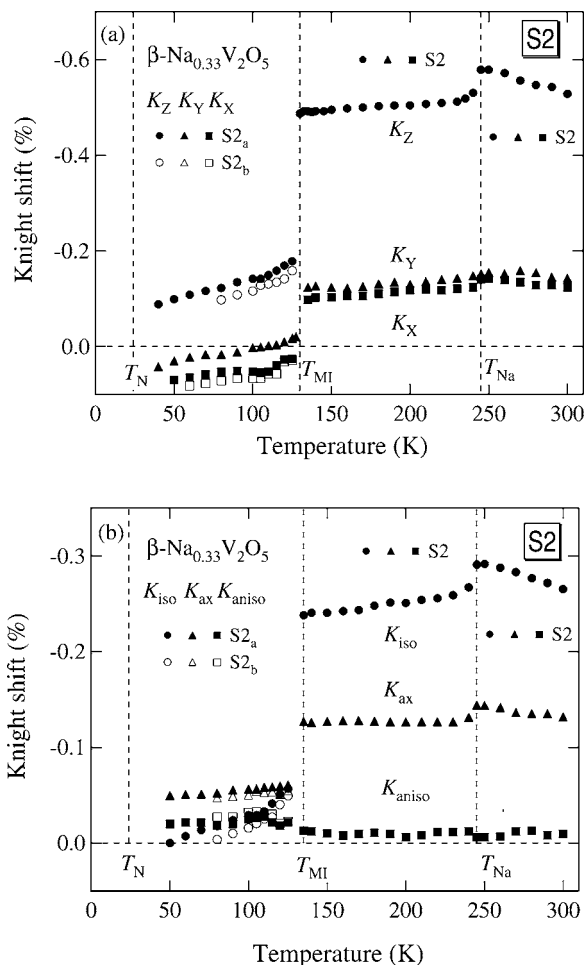 (a)
S2
β-Na0.33V2O5
KZ KY KX
S2a
S2b
S2
KZ
S2
KY
KX
TN
TMI
TNa
-0.6
-0.4
-0.2
0.0
Knight shift (%)
0 50 100 150 200 250 300
Temperature (K)
(b)
S2
β-Na0.33V2O5
Kiso Kax Kaniso
S2a
S2b
S2
Kiso
S2
Kax
Kaniso
TN
TMI
TNa
-0.3
-0.2
-0.1
0.0
Knight shift (%)
0 50 100 150 200 250 300
Temperature (K)